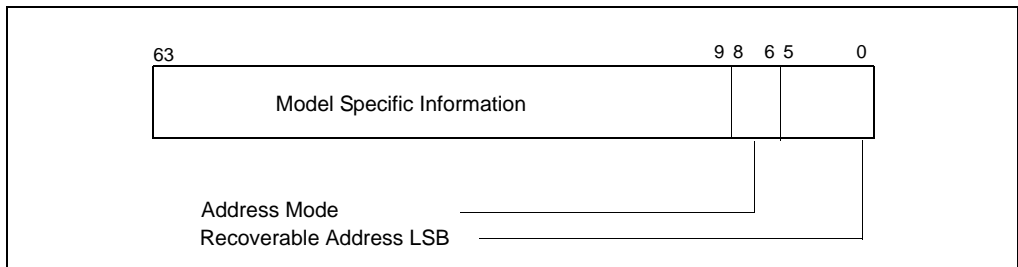 63 9 8 6 5 0
Model Specific Information
Address Mode
Recoverable Address LSB